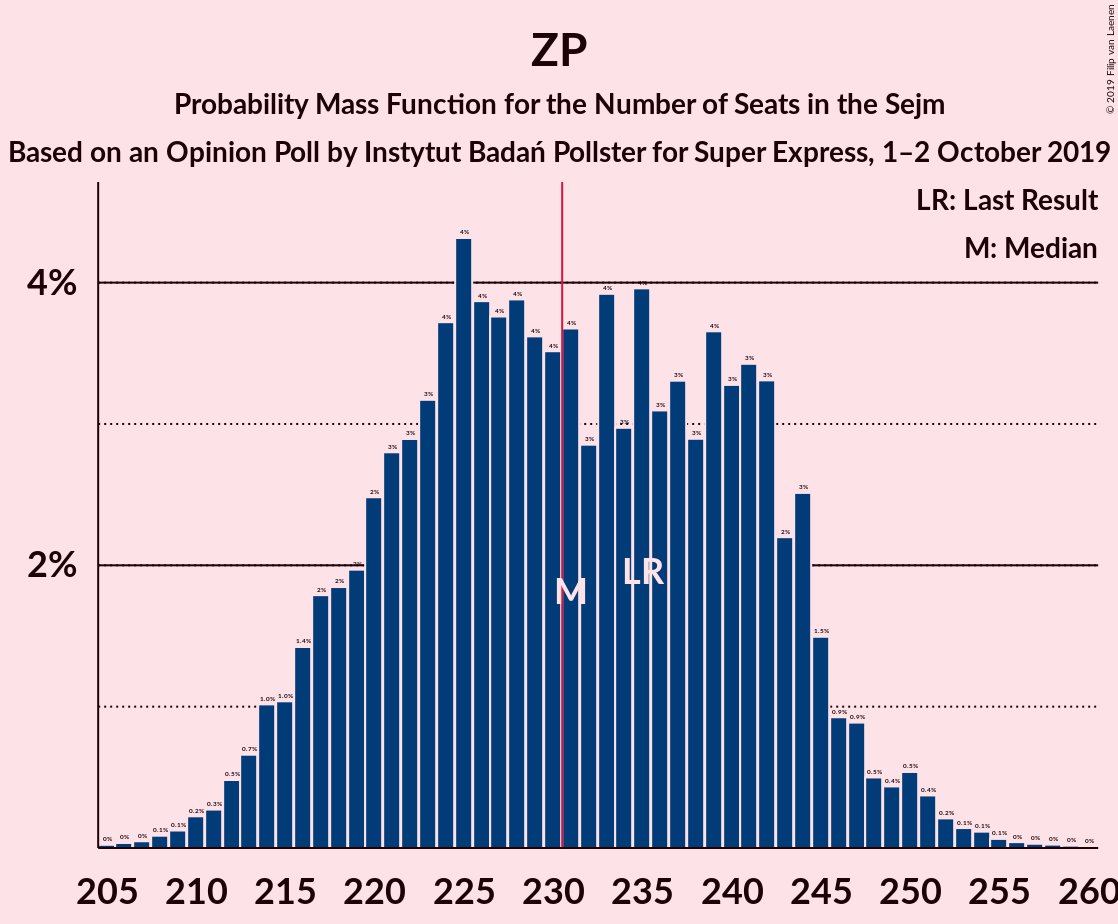 ZP
Probability Mass Function for the Number of Seats in the Sejm
Based on an Opinion Poll by Instytut Badań Pollster for Super Express, 1–2 October 2019
© 2019 Filip van Laenen
LR: Last Result
M: Median
4%
2%
0% 0% 0% 0.1% 0.1% 0.2% 0.3% 0.5% 0.7% 1.0% 1.0% 1.4% 2% 2% 2% 2% 3% 3% 3% 4% 4% 4% 4% 4% 4% 4% 4% 3% 4% 3% 4% 3% 3% 3% 4% 3% 3% 3% 2% 3% 1.5% 0.9% 0.9% 0.5% 0.4% 0.5% 0.4% 0.2% 0.1% 0.1% 0.1% 0% 0% 0% 0% 0%
M
LR
205 210 215 220 225 230 235 240 245 250 255 260